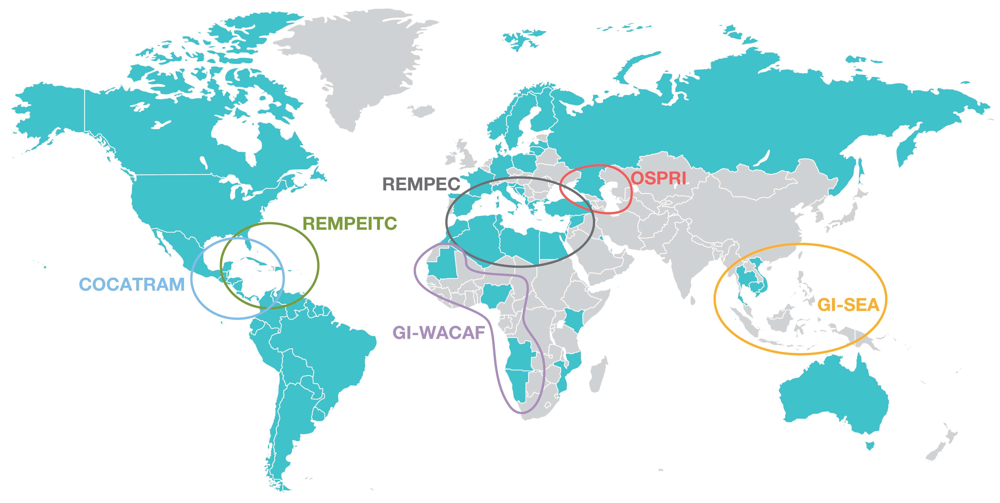 OSPRI
REMPEC
REMPEITC
COCATRAM
GI-SEA
GI-WACAF